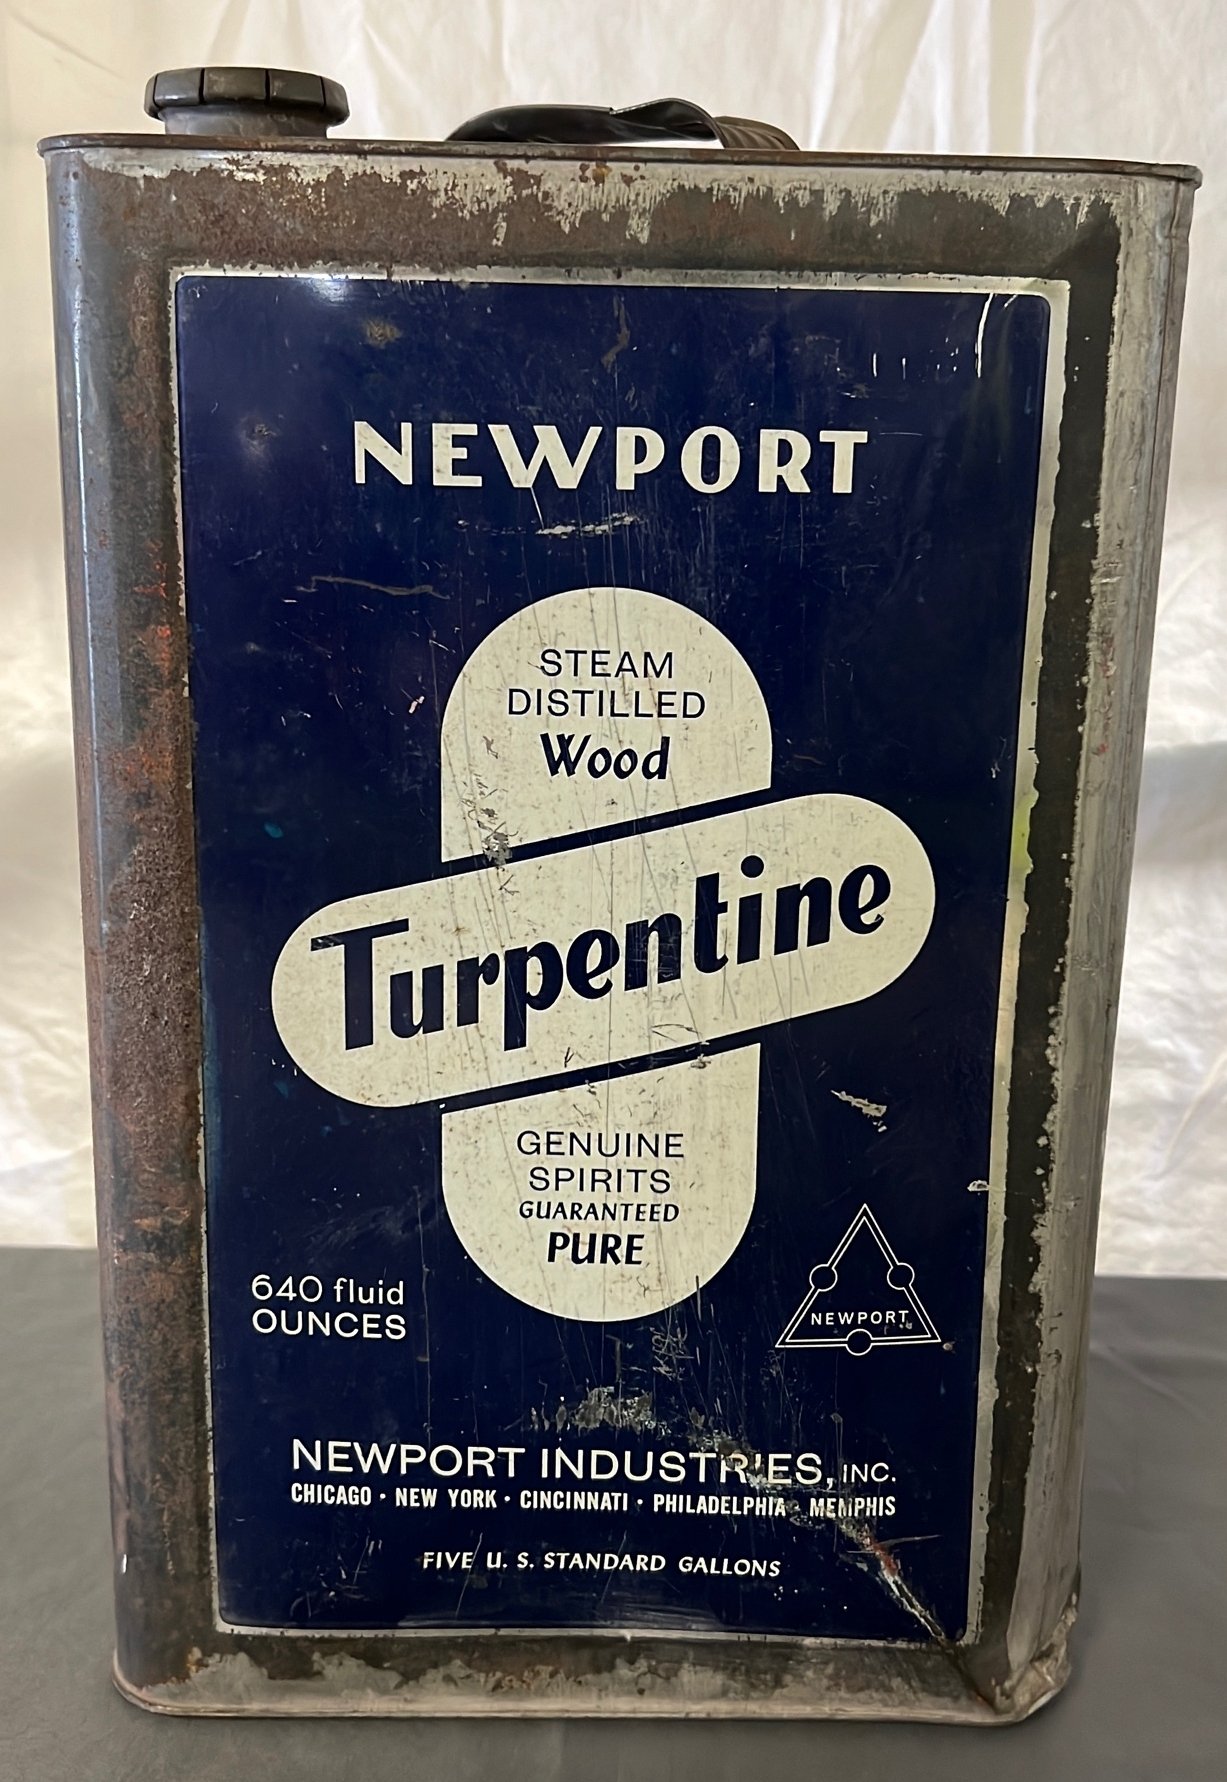 NEWPORT
STEAM
DISTILLED
Wood
Turpentine
GENUINE
SPIRITS
GUARANTEED
PURE
640 fluid
OUNCES
NEWPORT
NEWPORT INDUSTRIES, INC.
CHICAGO · NEW YORK · CINCINNATI · PHILADELPHIA · MEMPHIS
FIVE U. S. STANDARD GALLONS